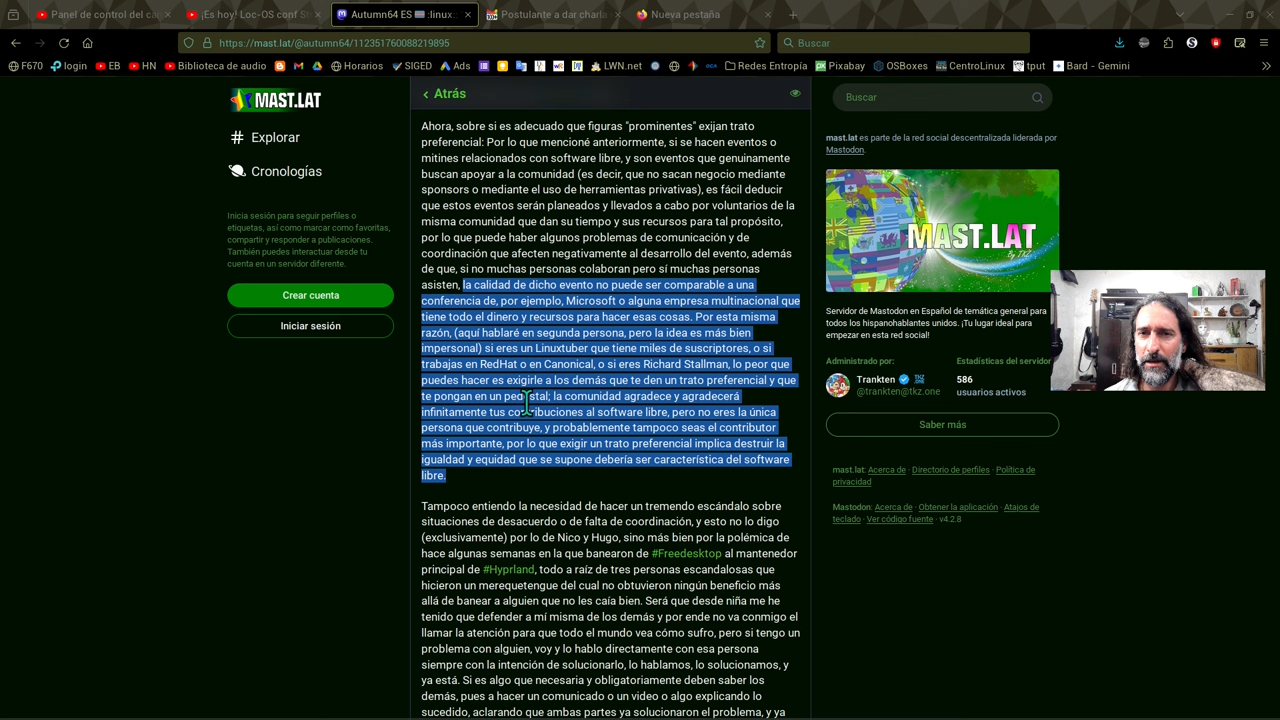 Panel de control del ca
¡Es hoy! Loc-OS conf S
Autumn64 ES :linux:
Postulante a dar charla
Nueva pestaña
https://mast.lat/@autumn64/112351760088219895
Buscar
F670
login
EB
HN
Biblioteca de audio
Horarios
SIGED
Ads
LWN.net
Redes Entropía
Pixabay
OSBoxes
CentroLinux
tput
Bard - Gemini
MAST.LAT
Explorar
Cronologías
Inicia sesión para seguir perfiles o
etiquetas, así como marcar como favoritas,
compartir y responder a publicaciones.
También puedes interactuar desde tu
cuenta en un servidor diferente.
Crear cuenta
Iniciar sesión
Atrás
Ahora, sobre si es adecuado que figuras "prominentes" exijan trato
preferencial: Por lo que mencioné anteriormente, si se hacen eventos o
mitines relacionados con software libre, y son eventos que genuinamente
buscan apoyar a la comunidad (es decir, que no sacan negocio mediante
sponsors o mediante el uso de herramientas privativas), es fácil deducir
que estos eventos serán planeados y llevados a cabo por voluntarios de la
misma comunidad que dan su tiempo y sus recursos para tal propósito,
por lo que puede haber algunos problemas de comunicación y de
coordinación que afecten negativamente al desarrollo del evento, además
de que, si no muchas personas colaboran pero sí muchas personas
asisten, la calidad de dicho evento no puede ser comparable a una
conferencia de, por ejemplo, Microsoft o alguna empresa multinacional que
tiene todo el dinero y recursos para hacer esas cosas. Por esta misma
razón, (aquí hablaré en segunda persona, pero la idea es más bien
impersonal) si eres un Linuxtuber que tiene miles de suscriptores, o si
trabajas en RedHat o en Canonical, o si eres Richard Stallman, lo peor que
puedes hacer es exigirle a los demás que te den un trato preferencial y que
te pongan en un pedestal; la comunidad agradece y agradecerá
infinitamente tus contribuciones al software libre, pero no eres la única
persona que contribuye, y probablemente tampoco seas el contributor
más importante, por lo que exigir un trato preferencial implica destruir la
igualdad y equidad que se supone debería ser característica del software
libre.
Tampoco entiendo la necesidad de hacer un tremendo escándalo sobre
situaciones de desacuerdo o de falta de coordinación, y esto no lo digo
(exclusivamente) por lo de Nico y Hugo, sino más bien por la polémica de
hace algunas semanas en la que banearon de #Freedesktop al mantenedor
principal de #Hyprland, todo a raíz de tres personas escandalosas que
hicieron un merequetengue del cual no obtuvieron ningún beneficio más
allá de banear a alguien que no les caía bien. Será que desde niña me he
tenido que defender a mí misma de los demás y por ende no va conmigo el
llamar la atención para que todo el mundo vea cómo sufro, pero si tengo un
problema con alguien, voy y lo hablo directamente con esa persona
siempre con la intención de solucionarlo, lo hablamos, lo solucionamos, y
ya está. Si es algo que necesaria y obligatoriamente deben saber los
demás, pues a hacer un comunicado o un video o algo explicando lo
sucedido, aclarando que ambas partes ya solucionaron el problema, y ya
Buscar
mast.lat es parte de la red social descentralizada liderada por
Mastodon.
MAST.LAT
By TKZ
Servidor de Mastodon en Español de temática general para
todos los hispanohablantes unidos. ¡Tu lugar ideal para
empezar en esta red social!
Administrado por:
Trankten
@trankten@tkz.one
Estadísticas del servidor
586
usuarios activos
Saber más
mast.lat: Acerca de · Directorio de perfiles · Política de
privacidad
Mastodon: Acerca de · Obtener la aplicación · Atajos de
teclado · Ver código fuente · v4.2.8